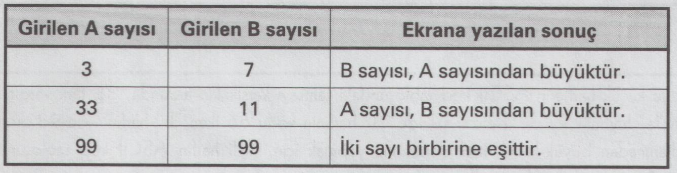 Girilen A sayısı Girilen B sayısı Ekrana yazılan sonuç
3 7 B sayısı, A sayısından büyüktür.
33 11 A sayısı, B sayısından büyüktür.
99 99 İki sayı birbirine eşittir.